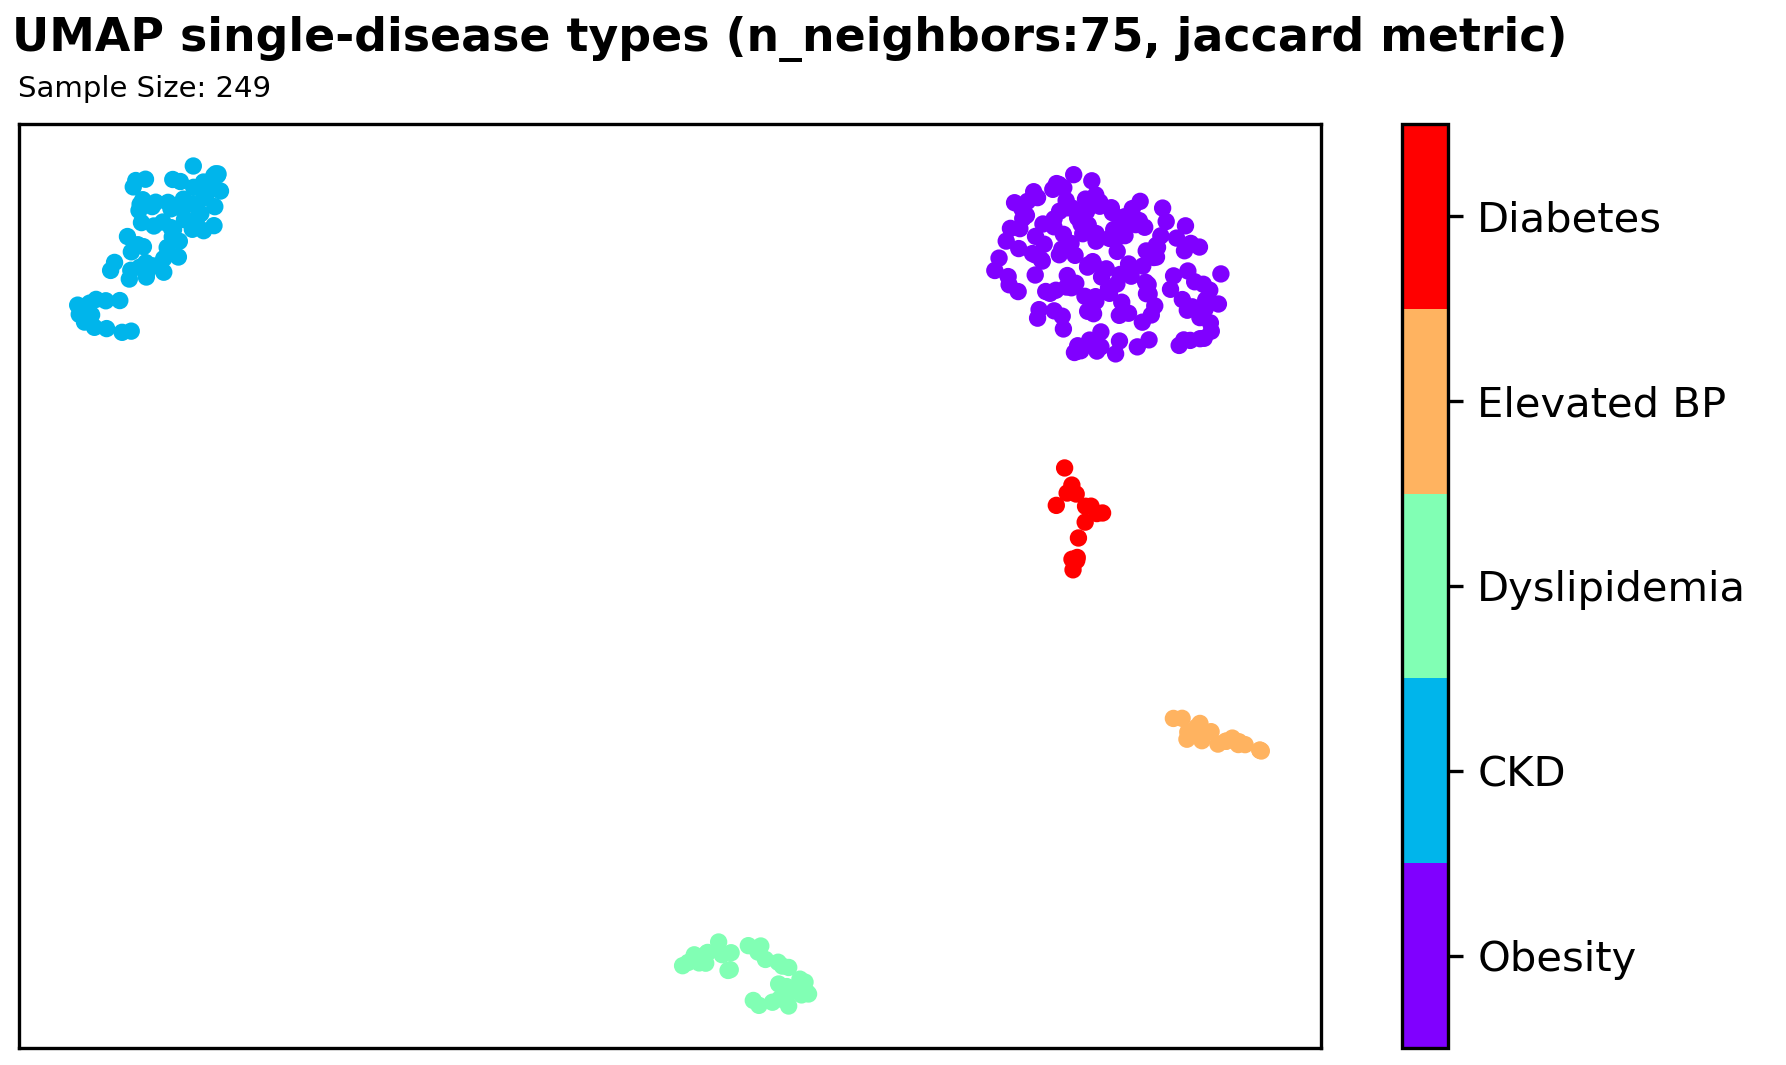 UMAP single-disease types (n_neighbors:75, jaccard metric)
Sample Size: 249
Diabetes
Elevated BP
Dyslipidemia
CKD
Obesity